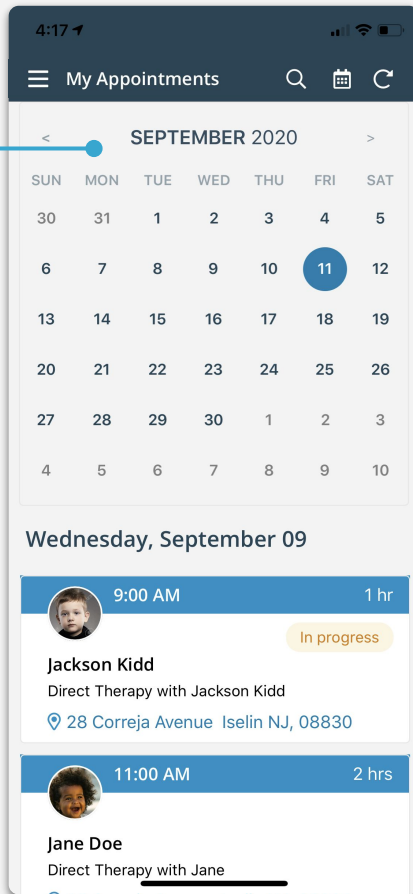 4:17
My Appointments
< SEPTEMBER 2020 >
SUN MON TUE WED THU FRI SAT
30 31 1 2 3 4 5
6 7 8 9 10 11 12
13 14 15 16 17 18 19
20 21 22 23 24 25 26
27 28 29 30 1 2 3
4 5 6 7 8 9 10
Wednesday, September 09
9:00 AM 1 hr
In progress
Jackson Kidd
Direct Therapy with Jackson Kidd
28 Correja Avenue Iselin NJ, 08830
11:00 AM 2 hrs
Jane Doe
Direct Therapy with Jane